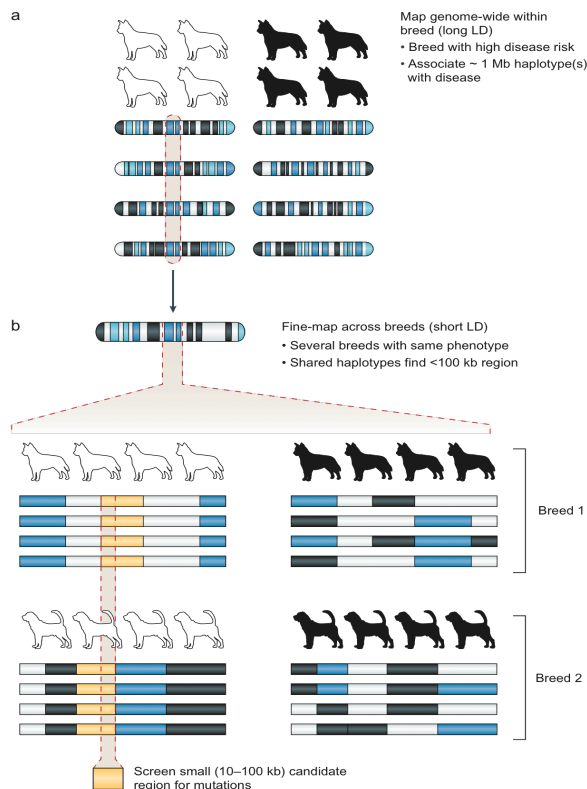 a
Map genome-wide within
breed (long LD)
• Breed with high disease risk
• Associate ~ 1 Mb haplotype(s)
with disease
b
Fine-map across breeds (short LD)
• Several breeds with same phenotype
• Shared haplotypes find <100 kb region
Breed 1
Breed 2
Screen small (10–100 kb) candidate
region for mutations